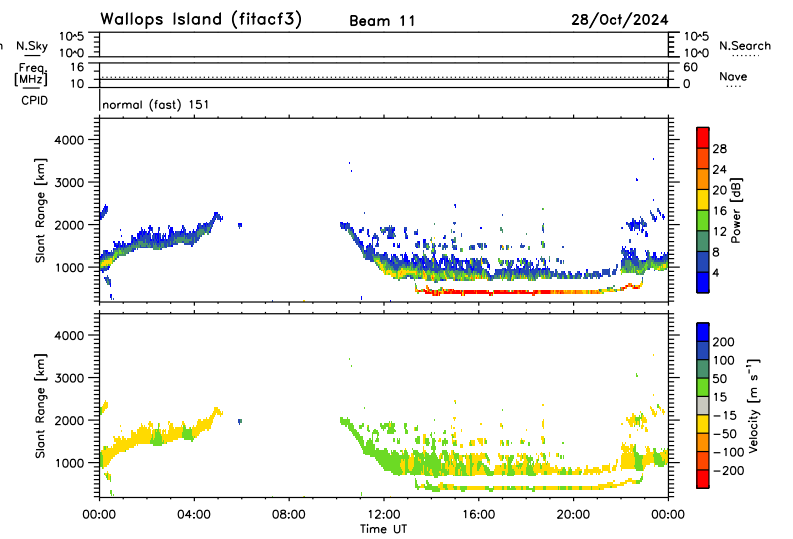 Wallops Island (fitacf3) Beam 11 28/Oct/2024
N.Sky 10^5 10^0 10^5 10^0 N.Search
Freq. [MHz] 16 10 60 0 Nave
CPID normal (fast) 151
Slant Range [km] 4000 3000 2000 1000
28 24 20 16 12 8 4 Power [dB]
Slant Range [km] 4000 3000 2000 1000
200 100 50 15 −15 −50 −100 −200 Velocity [m s⁻¹]
00:00 04:00 08:00 12:00 16:00 20:00 00:00
Time UT